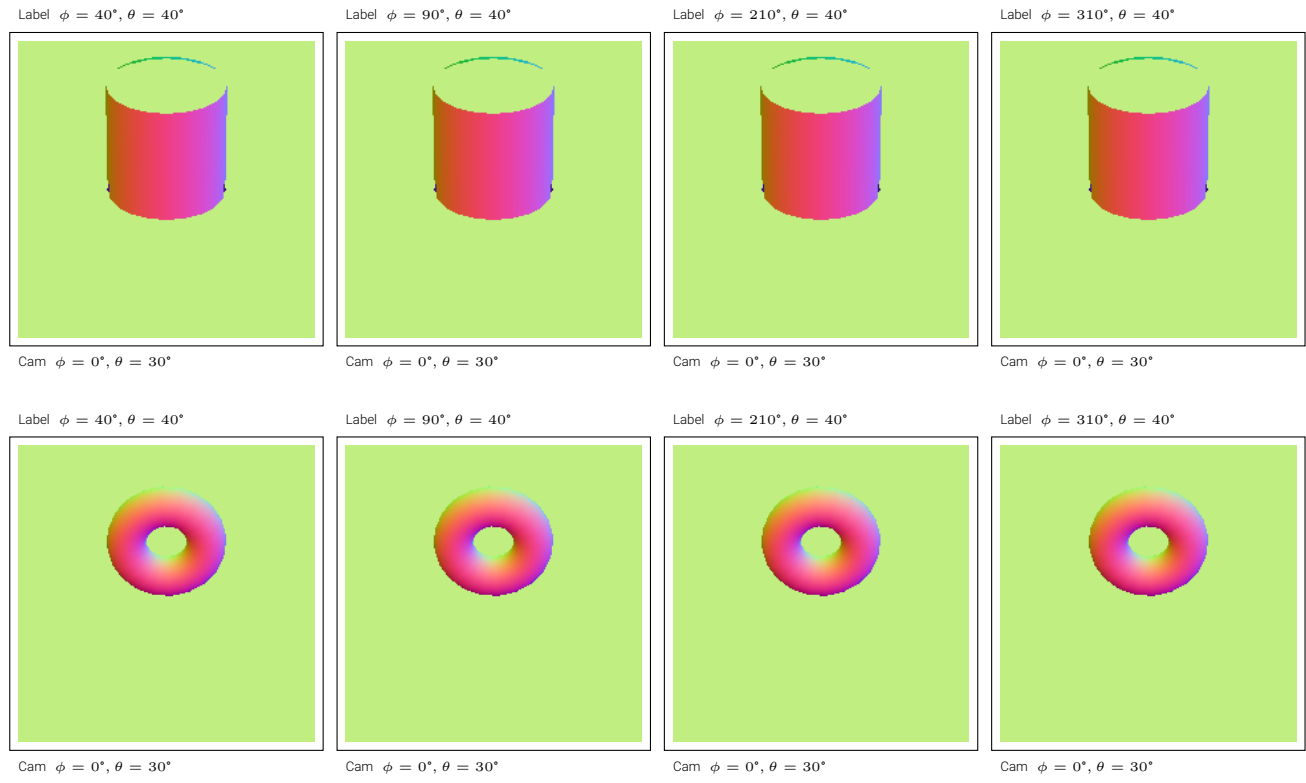 Label ϕ = 40°, θ = 40° Label ϕ = 90°, θ = 40° Label ϕ = 210°, θ = 40° Label ϕ = 310°, θ = 40°
Cam ϕ = 0°, θ = 30° Cam ϕ = 0°, θ = 30° Cam ϕ = 0°, θ = 30° Cam ϕ = 0°, θ = 30°
Label ϕ = 40°, θ = 40° Label ϕ = 90°, θ = 40° Label ϕ = 210°, θ = 40° Label ϕ = 310°, θ = 40°
Cam ϕ = 0°, θ = 30° Cam ϕ = 0°, θ = 30° Cam ϕ = 0°, θ = 30° Cam ϕ = 0°, θ = 30°